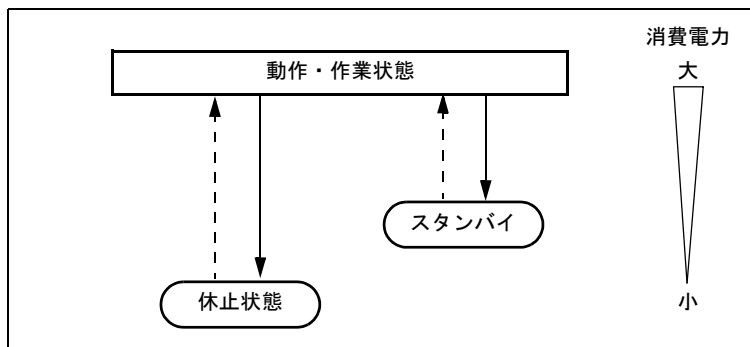 消費電力
大
動作・作業状態
スタンバイ
休止状態
小